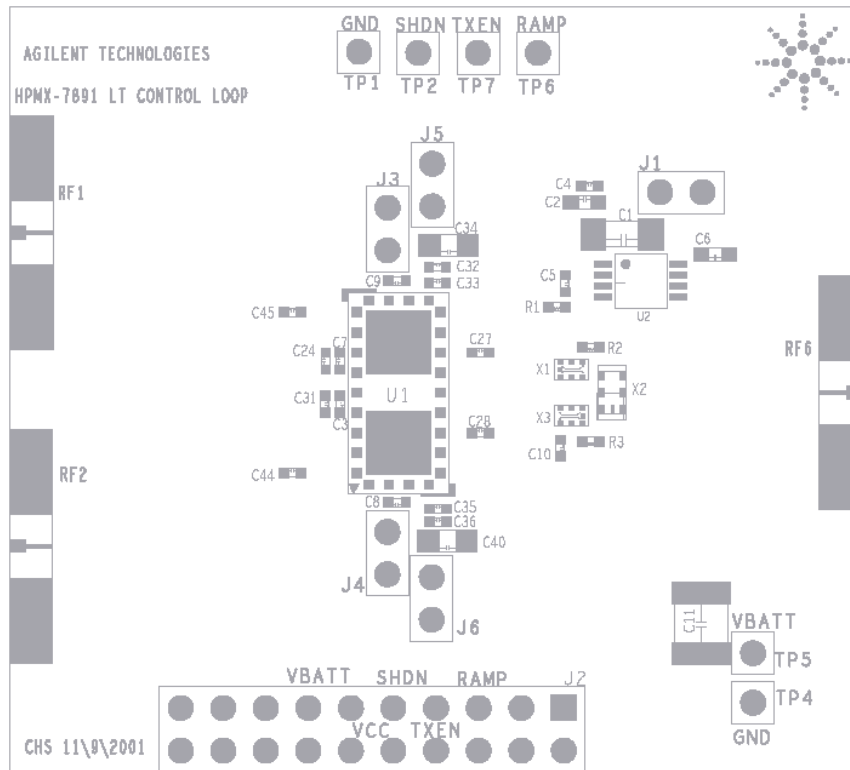 GND SHDN TXEN RAMP
AGILENT TECHNOLOGIES
TP1 TP2 TP7 TP6
HPMX-7891 LT CONTROL LOOP
J5
J1
J3
C4
RF1
C2
C1
C34
C6
C32
C9
C5
C33
R1
C45
U2
C7
C27
R2
RF6
C24
X1
U1
X2
C31
C3
X3
C28
C10
R3
RF2
C44
C8
C35
C36
C40
J4
C11
VBATT
J6
TP5
VBATT SHDN RAMP J2
TP4
VCC TXEN
GND
CHS 11\9\2001